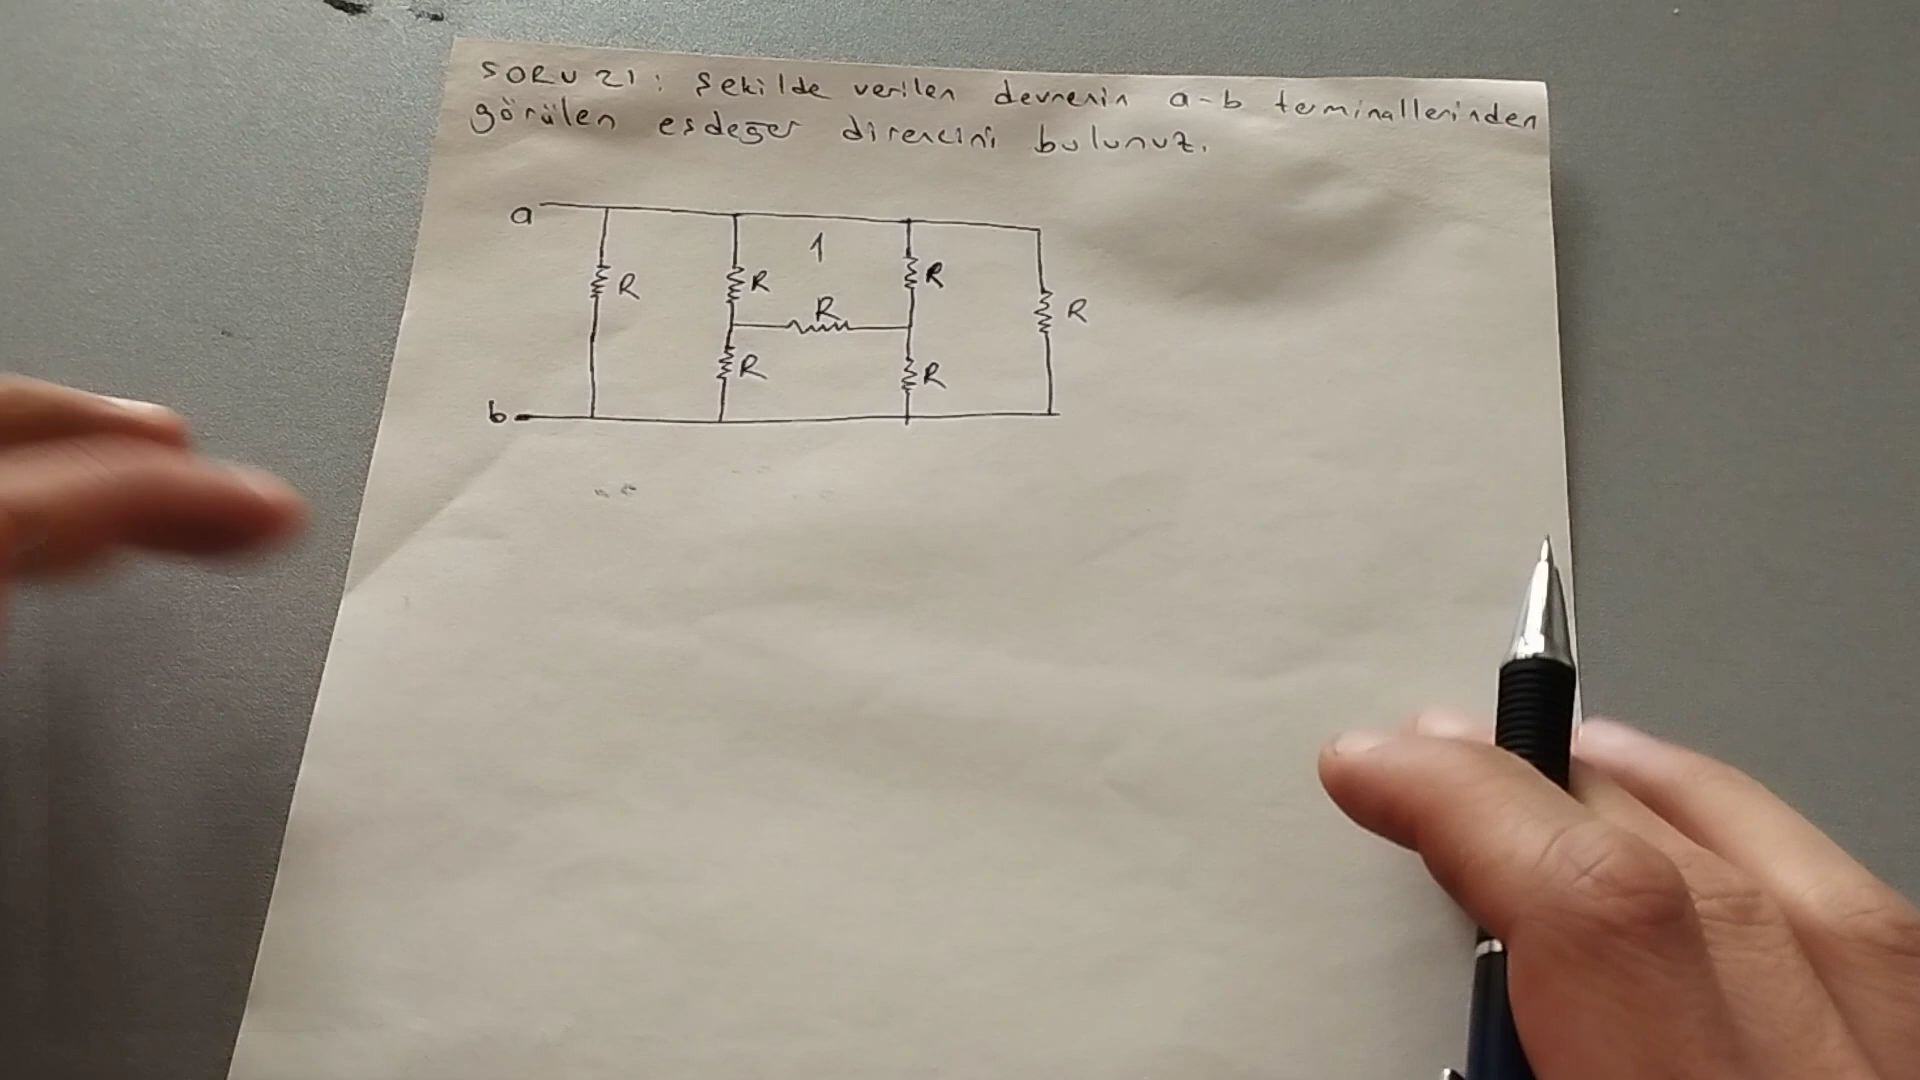 SORU 21: Şekilde verilen devrenin a-b terminallerinden
görülen eşdeğer direncini bulunuz.
a
1
R
R
R
R
R
R
R
b